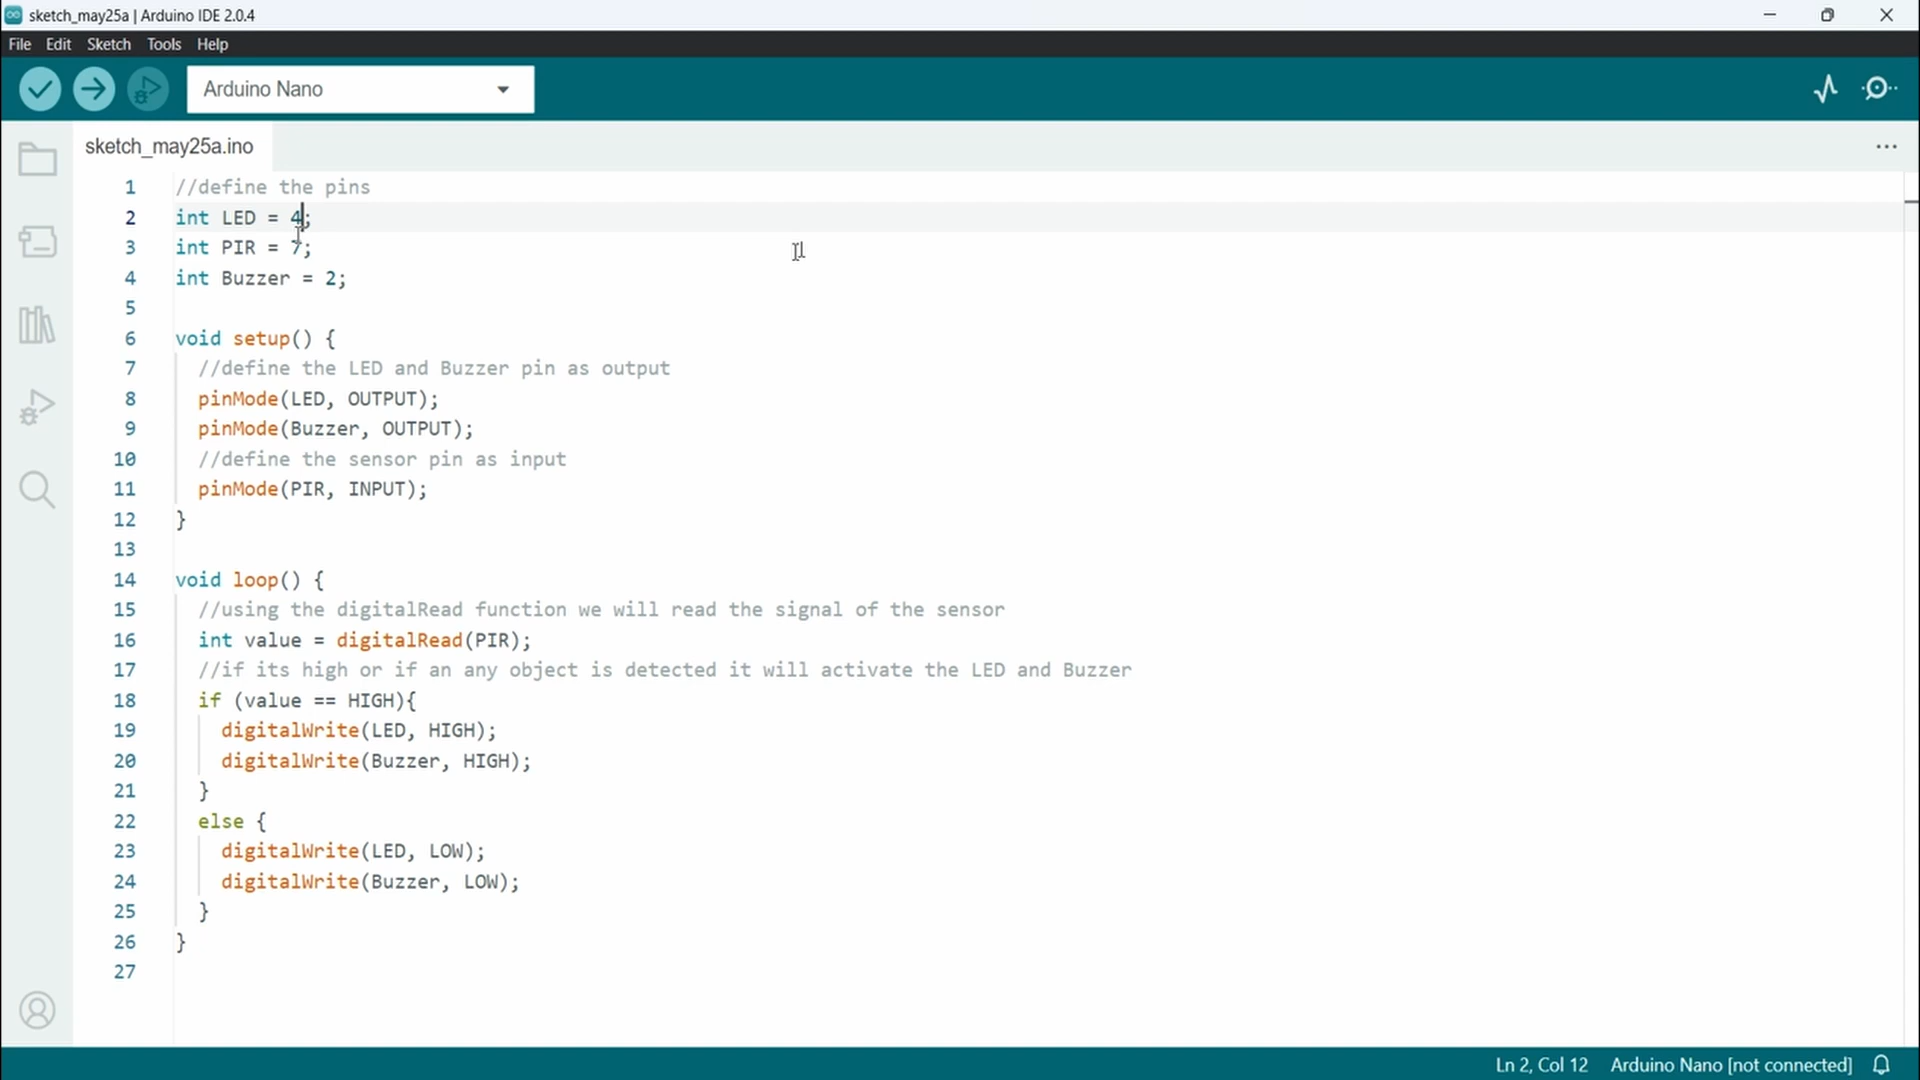 sketch_may25a | Arduino IDE 2.0.4
File Edit Sketch Tools Help
Arduino Nano
sketch_may25a.ino
1 //define the pins
2 int LED = 4;
3 int PIR = 7;
4 int Buzzer = 2;
5
6 void setup() {
7 //define the LED and Buzzer pin as output
8 pinMode(LED, OUTPUT);
9 pinMode(Buzzer, OUTPUT);
10 //define the sensor pin as input
11 pinMode(PIR, INPUT);
12 }
13
14 void loop() {
15 //using the digitalRead function we will read the signal of the sensor
16 int value = digitalRead(PIR);
17 //if its high or if an any object is detected it will activate the LED and Buzzer
18 if (value == HIGH){
19 digitalWrite(LED, HIGH);
20 digitalWrite(Buzzer, HIGH);
21 }
22 else {
23 digitalWrite(LED, LOW);
24 digitalWrite(Buzzer, LOW);
25 }
26 }
27
Ln 2, Col 12 Arduino Nano [not connected]